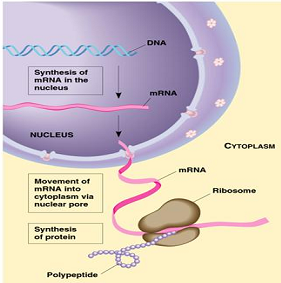 DNA
Synthesis of
mRNA in the
nucleus
mRNA
NUCLEUS
CYTOPLASM
mRNA
Movement of
mRNA into
cytoplasm via
nuclear pore
Ribosome
Synthesis
of protein
Polypeptide